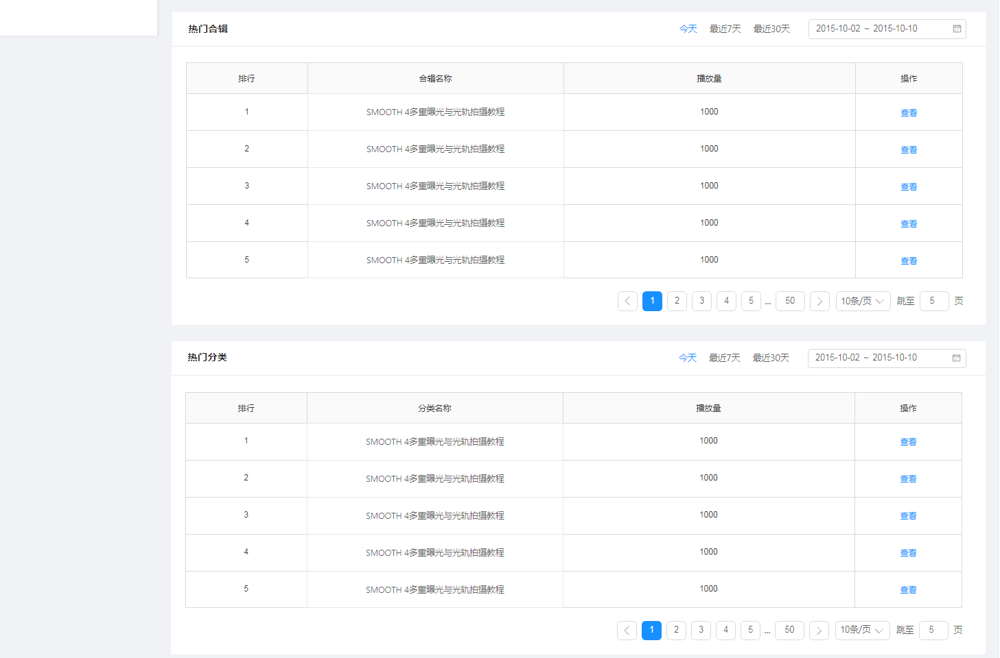 热门合辑 今天 最近7天 最近30天 2015-10-02 ~ 2015-10-10
排行 合辑名称 播放量 操作
1 SMOOTH 4多重曝光与光轨拍摄教程 1000 查看
2 SMOOTH 4多重曝光与光轨拍摄教程 1000 查看
3 SMOOTH 4多重曝光与光轨拍摄教程 1000 查看
4 SMOOTH 4多重曝光与光轨拍摄教程 1000 查看
5 SMOOTH 4多重曝光与光轨拍摄教程 1000 查看
1 2 3 4 5 ... 50 10条/页 跳至 5 页
热门分类 今天 最近7天 最近30天 2015-10-02 ~ 2015-10-10
排行 分类名称 播放量 操作
1 SMOOTH 4多重曝光与光轨拍摄教程 1000 查看
2 SMOOTH 4多重曝光与光轨拍摄教程 1000 查看
3 SMOOTH 4多重曝光与光轨拍摄教程 1000 查看
4 SMOOTH 4多重曝光与光轨拍摄教程 1000 查看
5 SMOOTH 4多重曝光与光轨拍摄教程 1000 查看
1 2 3 4 5 ... 50 10条/页 跳至 5 页